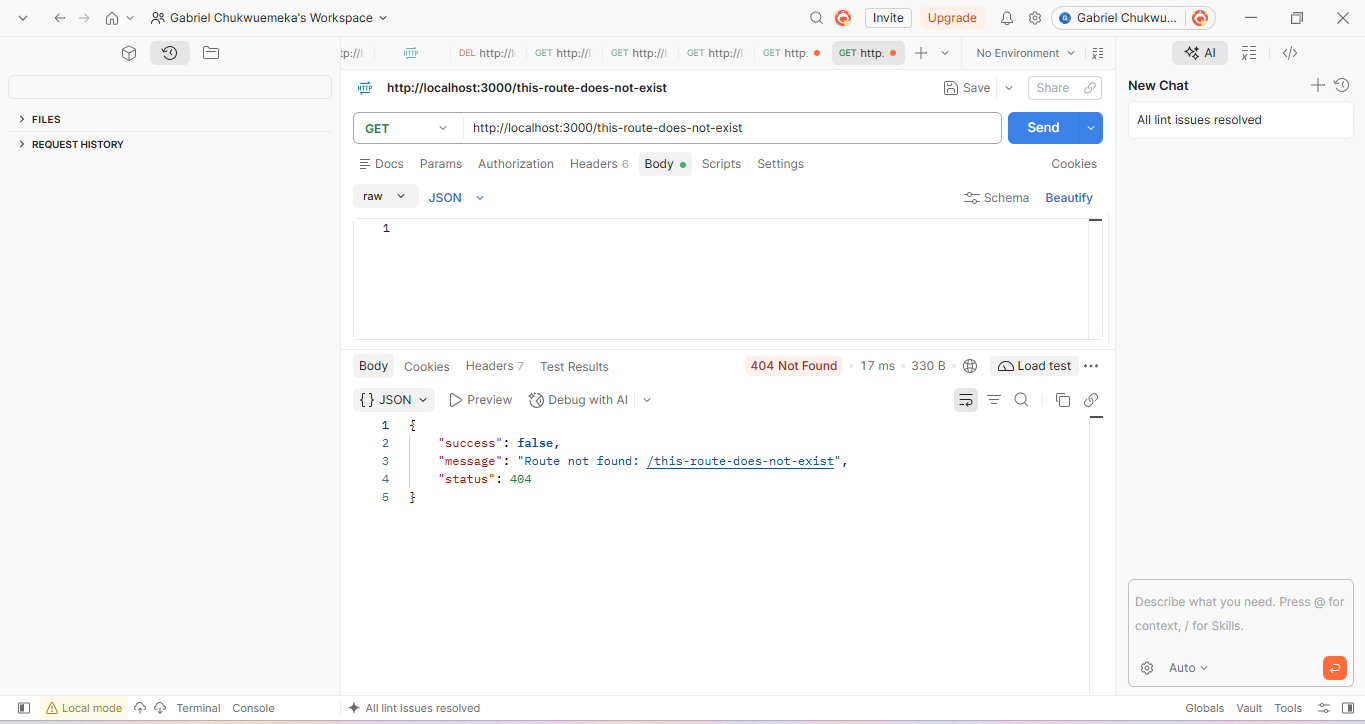 Gabriel Chukwuemeka's Workspace
Invite
Upgrade
Gabriel Chukwu...
HTTP
DEL http://
GET http://
GET http://
GET http://
GET http.
GET http.
No Environment
AI
FILES
REQUEST HISTORY
HTTP
http://localhost:3000/this-route-does-not-exist
Save
Share
GET
http://localhost:3000/this-route-does-not-exist
Send
Docs
Params
Authorization
Headers 6
Body
Scripts
Settings
Cookies
raw
JSON
Schema
Beautify
1
Body
Cookies
Headers 7
Test Results
404 Not Found
17 ms
330 B
Load test
{} JSON
Preview
Debug with AI
1 {
2 "success": false,
3 "message": "Route not found: /this-route-does-not-exist",
4 "status": 404
5 }
New Chat
All lint issues resolved
Describe what you need. Press @ for
context, / for Skills.
Auto
Local mode
Terminal
Console
All lint issues resolved
Globals
Vault
Tools